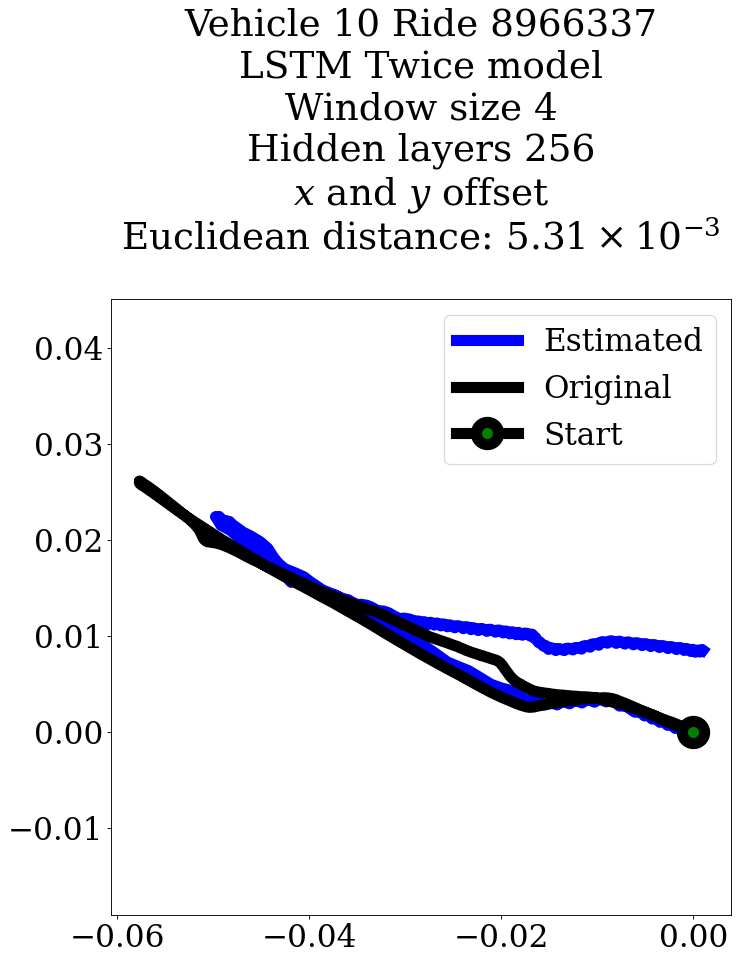 Vehicle 10 Ride 8966337
LSTM Twice model
Window size 4
Hidden layers 256
x and y offset
Euclidean distance: 5.31 × 10⁻³
Estimated
Original
Start
0.04
0.03
0.02
0.01
0.00
−0.01
−0.06 −0.04 −0.02 0.00